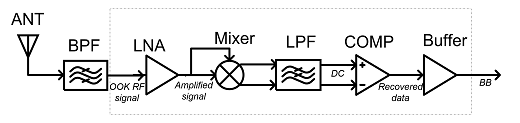 ANT
BPF
LNA
Mixer
LPF
COMP
Buffer
OOK RF
signal
Amplified
signal
DC
+
−
Recovered
data
BB